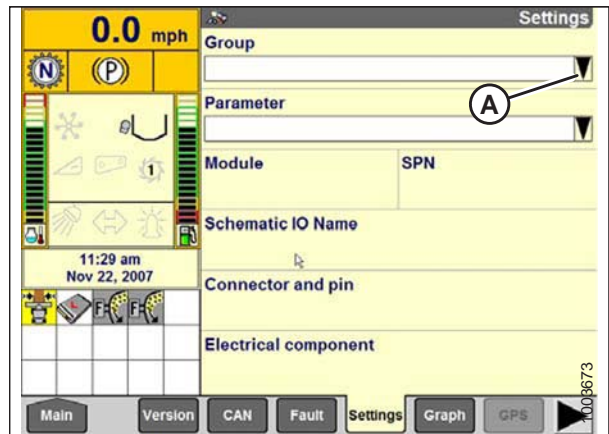 0.0 mph
N
(P)
1
11:29 am
Nov 22, 2007
F
F
Settings
Group
A
Parameter
Module
SPN
Schematic IO Name
Connector and pin
Electrical component
Main
Version
CAN
Fault
Settings
Graph
GPS
1003673